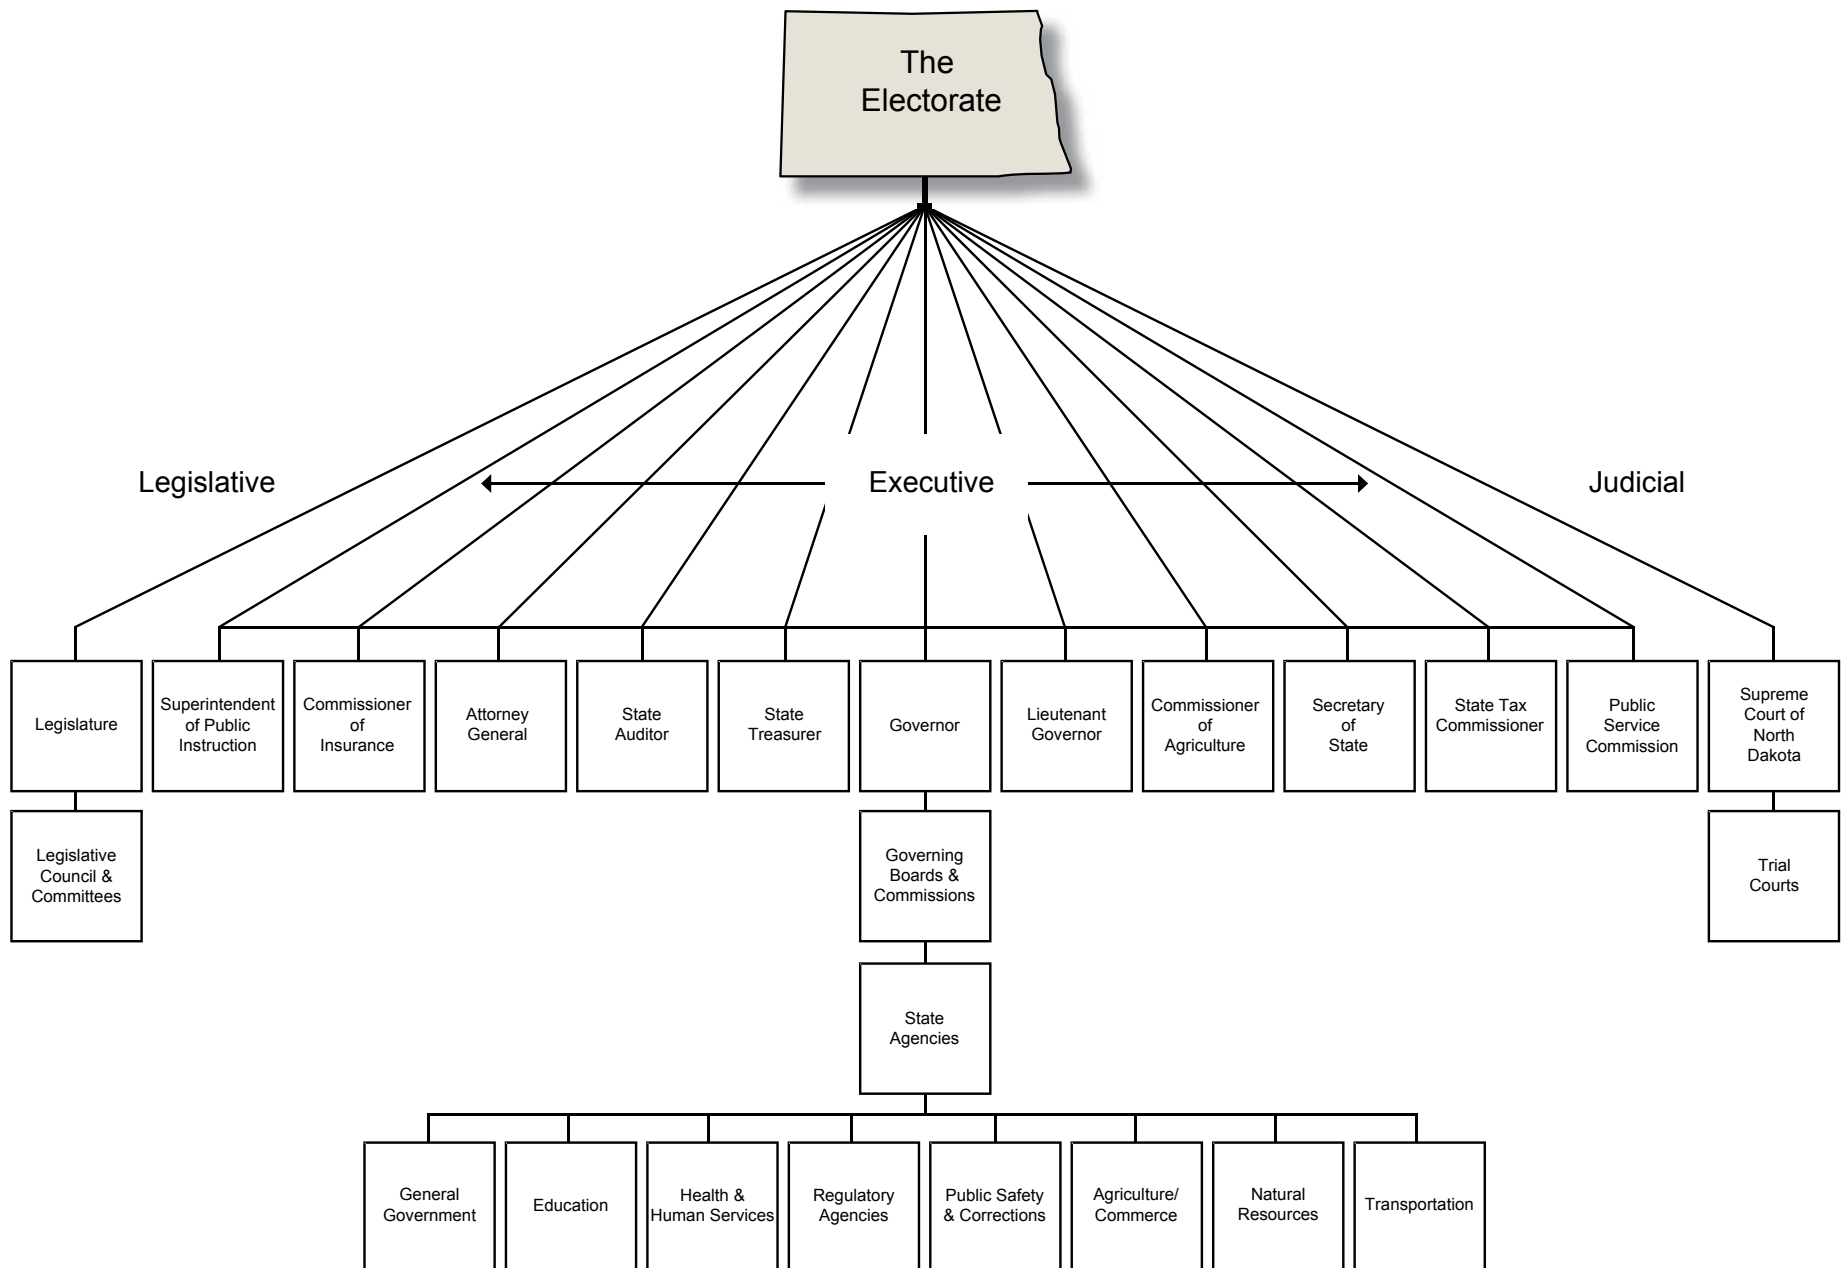 The
Electorate
Legislative
Executive
Judicial
Legislature
Superintendent
of Public
Instruction
Commissioner
of
Insurance
Attorney
General
State
Auditor
State
Treasurer
Governor
Lieutenant
Governor
Commissioner
of
Agriculture
Secretary
of
State
State Tax
Commissioner
Public
Service
Commission
Supreme
Court of
North
Dakota
Legislative
Council &
Committees
Governing
Boards &
Commissions
Trial
Courts
State
Agencies
General
Government
Education
Health &
Human Services
Regulatory
Agencies
Public Safety
& Corrections
Agriculture/
Commerce
Natural
Resources
Transportation